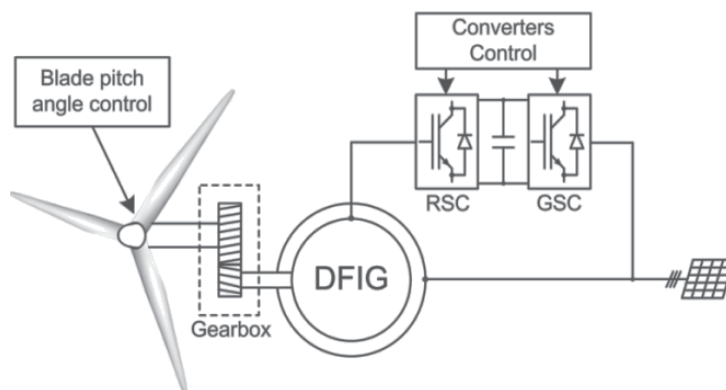 Converters
Control
Blade pitch
angle control
RSC
GSC
DFIG
Gearbox